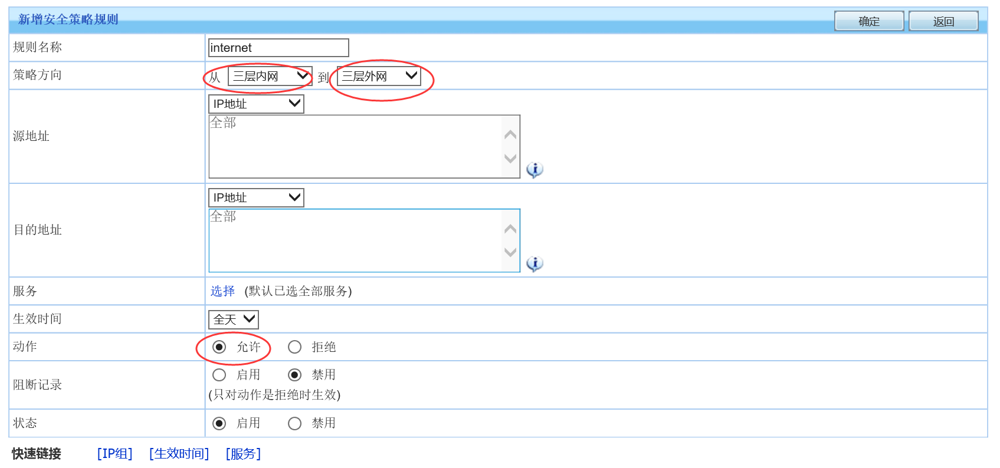 新增安全策略规则 确定 返回
规则名称 internet
策略方向 从 三层内网 到 三层外网
IP地址
源地址 全部
IP地址
目的地址 全部
服务 选择 (默认已选全部服务)
生效时间 全天
动作 允许 拒绝
阻断记录 启用 禁用
(只对动作是拒绝时生效)
状态 启用 禁用
快速链接 [IP组] [生效时间] [服务]